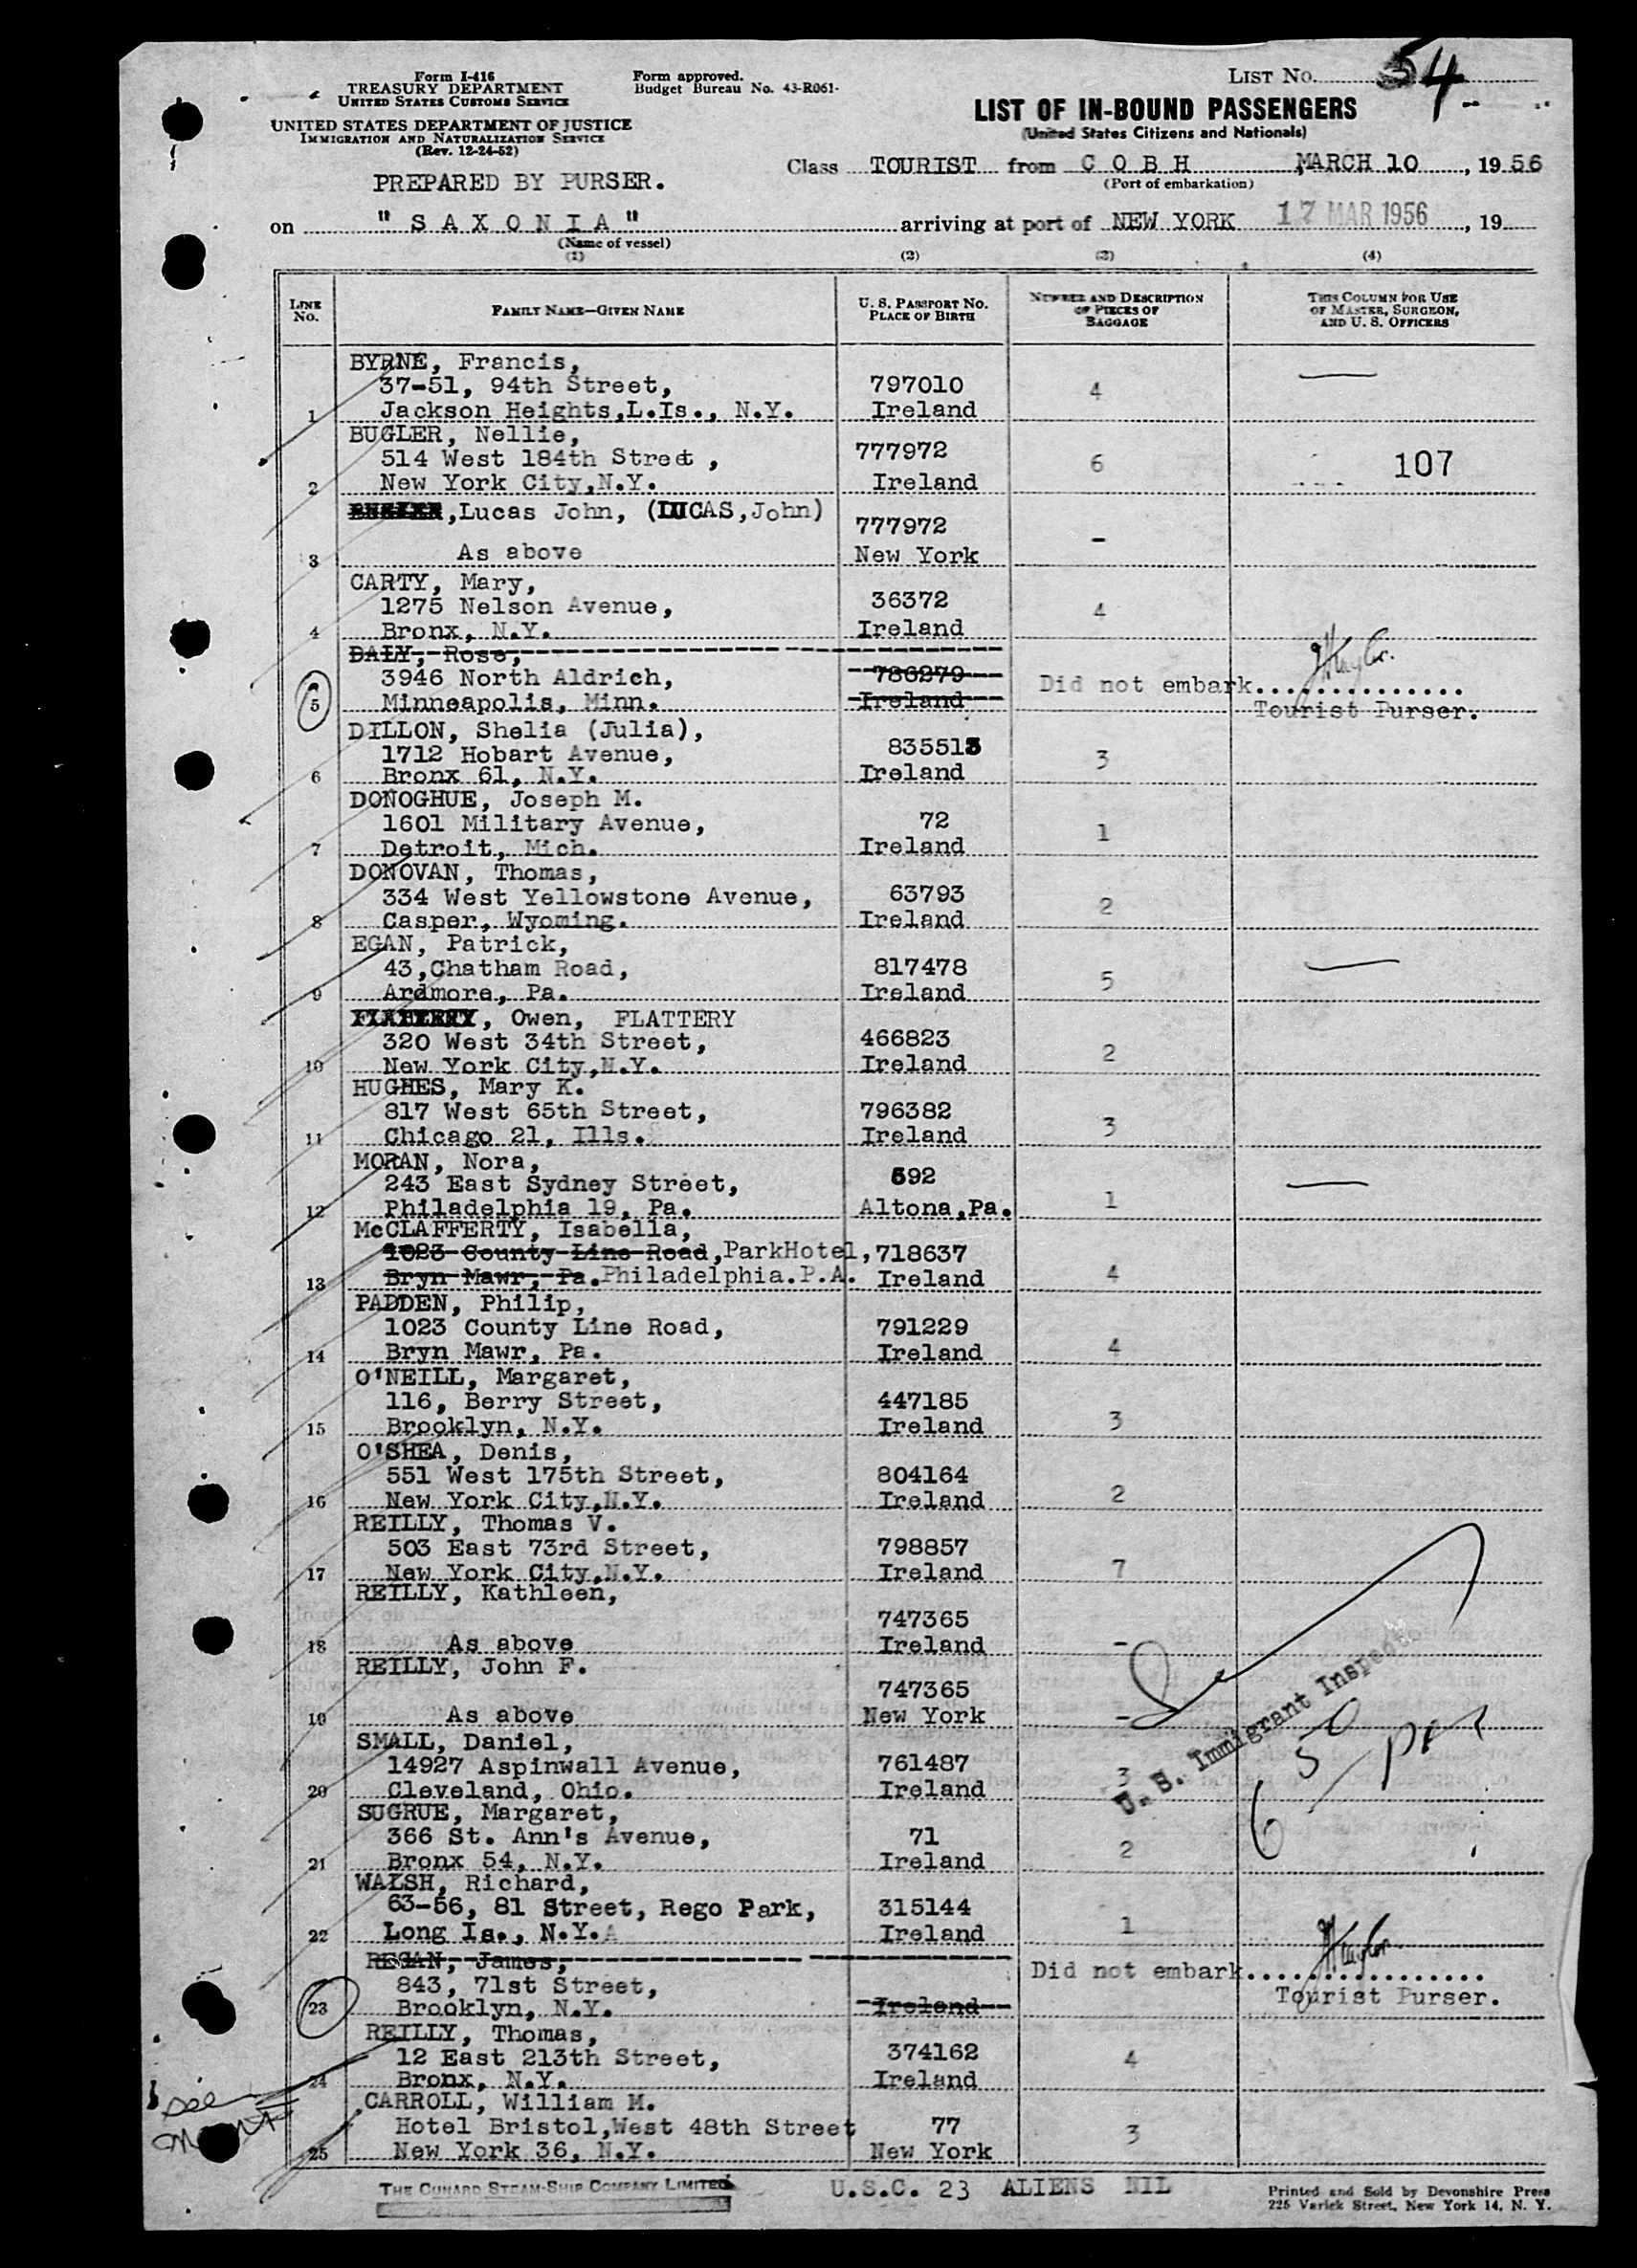 Form I-416
TREASURY DEPARTMENT
UNITED STATES CUSTOMS SERVICE
UNITED STATES DEPARTMENT OF JUSTICE
IMMIGRATION AND NATURALIZATION SERVICE
(Rev. 12-24-52)
PREPARED BY PURSER.
Form approved.
Budget Bureau No. 43-R061-
LIST No. 54
LIST OF IN-BOUND PASSENGERS
(United States Citizens and Nationals)
Class TOURIST from C O B H MARCH 10, 1956
(Port of embarkation)
on "S A X O N I A" arriving at port of NEW YORK 17 MAR 1956, 19
(Name of vessel)
(1) (2) (3) (4)
LINE No. FAMILY NAME—GIVEN NAME U. S. PASSPORT No. PLACE OF BIRTH NUMBER AND DESCRIPTION OF PIECES OF BAGGAGE THIS COLUMN FOR USE OF MASTER, SURGEON, AND U. S. OFFICERS
BYRNE, Francis,
37-51, 94th Street, 797010 4
1 Jackson Heights,L.Is., N.Y. Ireland
BUGLER, Nellie,
514 West 184th Street , 777972 6 107
2 New York City,N.Y. Ireland
BUGLER,Lucas John, (LUCAS,John)
777972 -
3 As above New York
CARTY, Mary,
1275 Nelson Avenue, 36372 4
4 Bronx, N.Y. Ireland
DALY, Rose,
3946 North Aldrich, 786279 Did not embark..............
5 Minneapolis, Minn. Ireland Tourist Purser.
DILLON, Shelia (Julia),
1712 Hobart Avenue, 835513 3
6 Bronx 61, N.Y. Ireland
DONOGHUE, Joseph M.
1601 Military Avenue, 72 1
7 Detroit, Mich. Ireland
DONOVAN, Thomas,
334 West Yellowstone Avenue, 63793 2
8 Casper, Wyoming. Ireland
EGAN, Patrick,
43,Chatham Road, 817478 5
9 Ardmore, Pa. Ireland
, Owen, FLATTERY
320 West 34th Street, 466823 2
10 New York City,N.Y. Ireland
HUGHES, Mary K.
817 West 65th Street, 796382 3
11 Chicago 21, Ills. Ireland
MORAN, Nora,
243 East Sydney Street, 592 1
12 Philadelphia 19, Pa. Altona,Pa.
McCLAFFERTY, Isabella,
1023 County Line Road,ParkHotel, 718637 4
13 Bryn Mawr, Pa.Philadelphia.P.A. Ireland
PADDEN, Philip,
1023 County Line Road, 791229 4
14 Bryn Mawr, Pa. Ireland
O'NEILL, Margaret,
116, Berry Street, 447185 3
15 Brooklyn, N.Y. Ireland
O'SHEA, Denis,
551 West 175th Street, 804164 2
16 New York City,N.Y. Ireland
REILLY, Thomas V.
503 East 73rd Street, 798857 7
17 New York City,N.Y. Ireland
REILLY, Kathleen,
747365 -
18 As above Ireland
REILLY, John F.
747365 -
19 As above New York
U. S. Immigrant Inspector
SMALL, Daniel,
14927 Aspinwall Avenue, 761487 3
20 Cleveland, Ohio. Ireland
6 50 pm
SUGRUE, Margaret,
366 St. Ann's Avenue, 71 2
21 Bronx 54, N.Y. Ireland
WALSH, Richard,
63-56, 81 Street, Rego Park, 315144 1
22 Long Is., N.Y. Ireland
REGAN, James,
843, 71st Street, Did not embark.................
23 Brooklyn, N.Y. Ireland Tourist Purser.
REILLY, Thomas,
12 East 213th Street, 374162 4
24 Bronx, N.Y. Ireland
See
CARROLL, William M.
Hotel Bristol,West 48th Street 77 3
25 New York 36, N.Y. New York
THE CUNARD STEAM-SHIP COMPANY LIMITED
U.S.C. 23 ALIENS NIL
Printed and Sold by Devonshire Press
225 Varick Street, New York 14, N. Y.